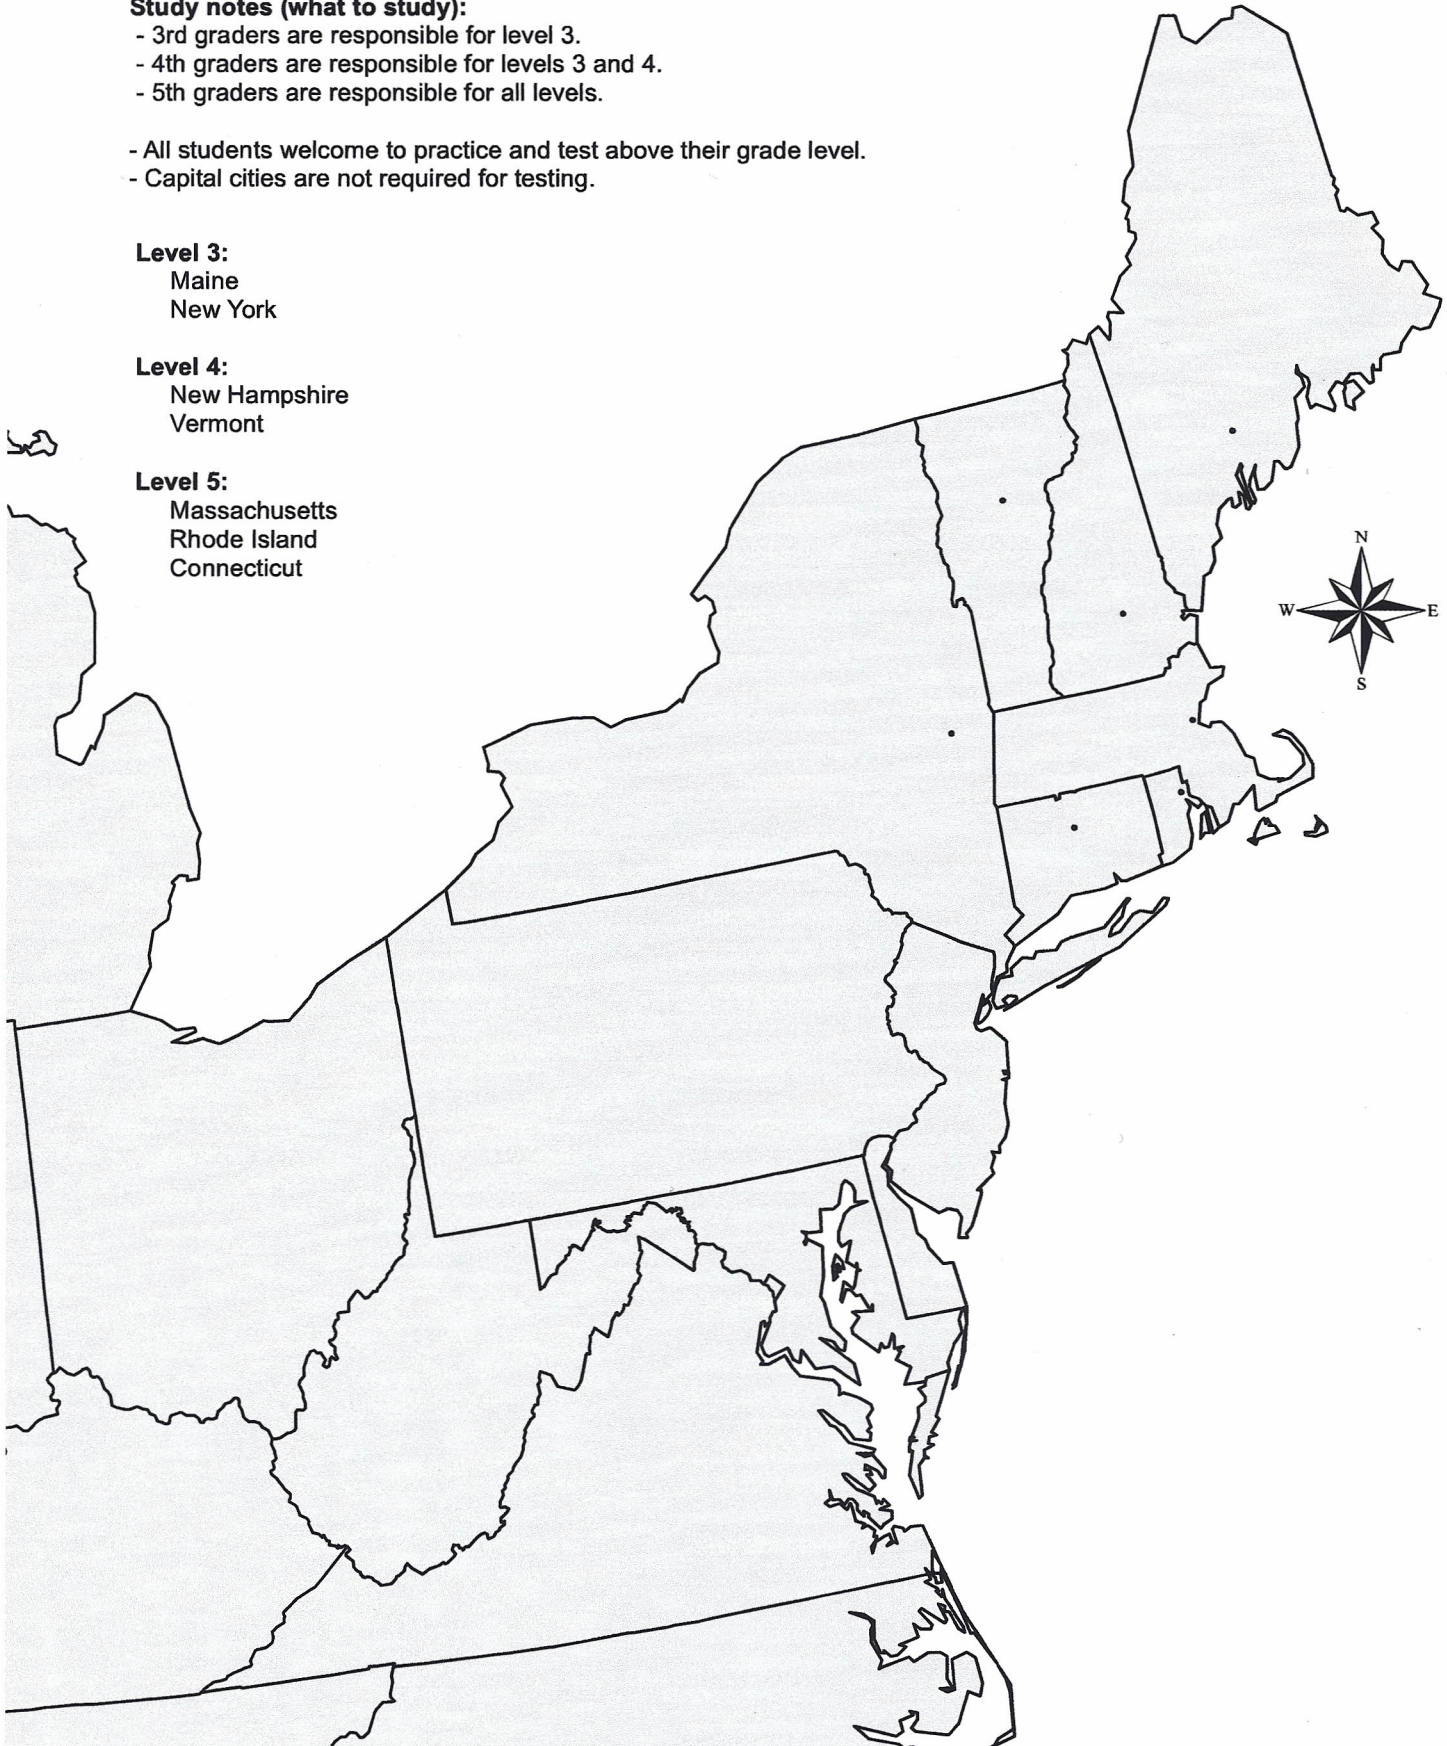 Study notes (what to study):
- 3rd graders are responsible for level 3.
- 4th graders are responsible for levels 3 and 4.
- 5th graders are responsible for all levels.
- All students welcome to practice and test above their grade level.
- Capital cities are not required for testing.
Level 3:
Maine
New York
Level 4:
New Hampshire
Vermont
Level 5:
Massachusetts
Rhode Island
Connecticut
N
W
E
S